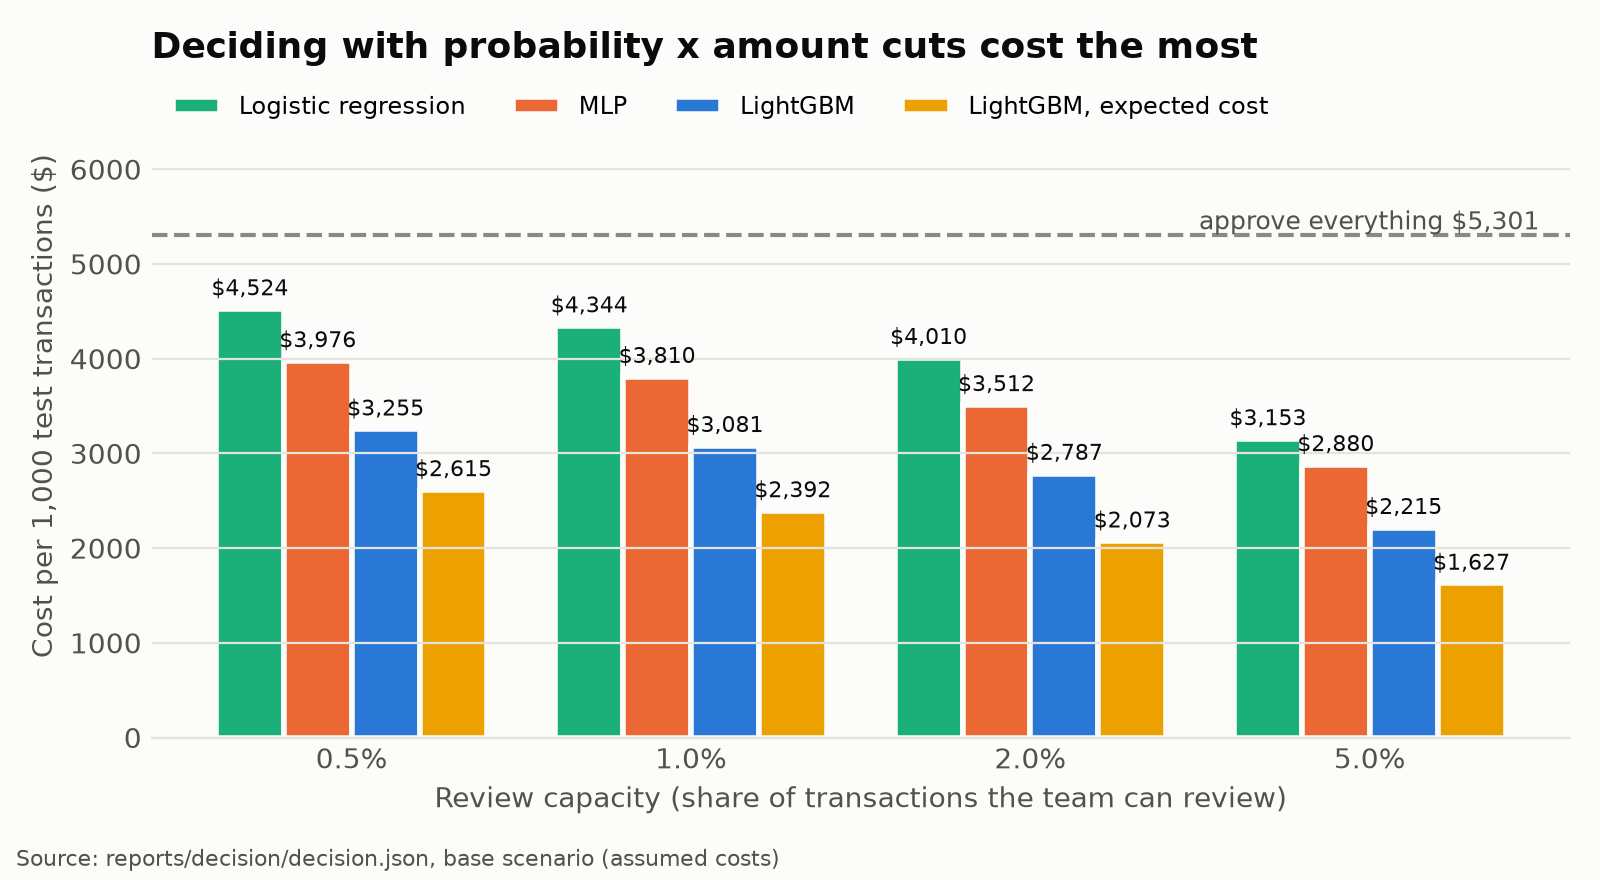 Deciding with probability x amount cuts cost the most
Logistic regression MLP LightGBM LightGBM, expected cost
Cost per 1,000 test transactions ($)
6000
5000
4000
3000
2000
1000
0
approve everything $5,301
$4,524 $3,976 $3,255 $2,615
$4,344 $3,810 $3,081 $2,392
$4,010 $3,512 $2,787 $2,073
$3,153 $2,880 $2,215 $1,627
0.5% 1.0% 2.0% 5.0%
Review capacity (share of transactions the team can review)
Source: reports/decision/decision.json, base scenario (assumed costs)